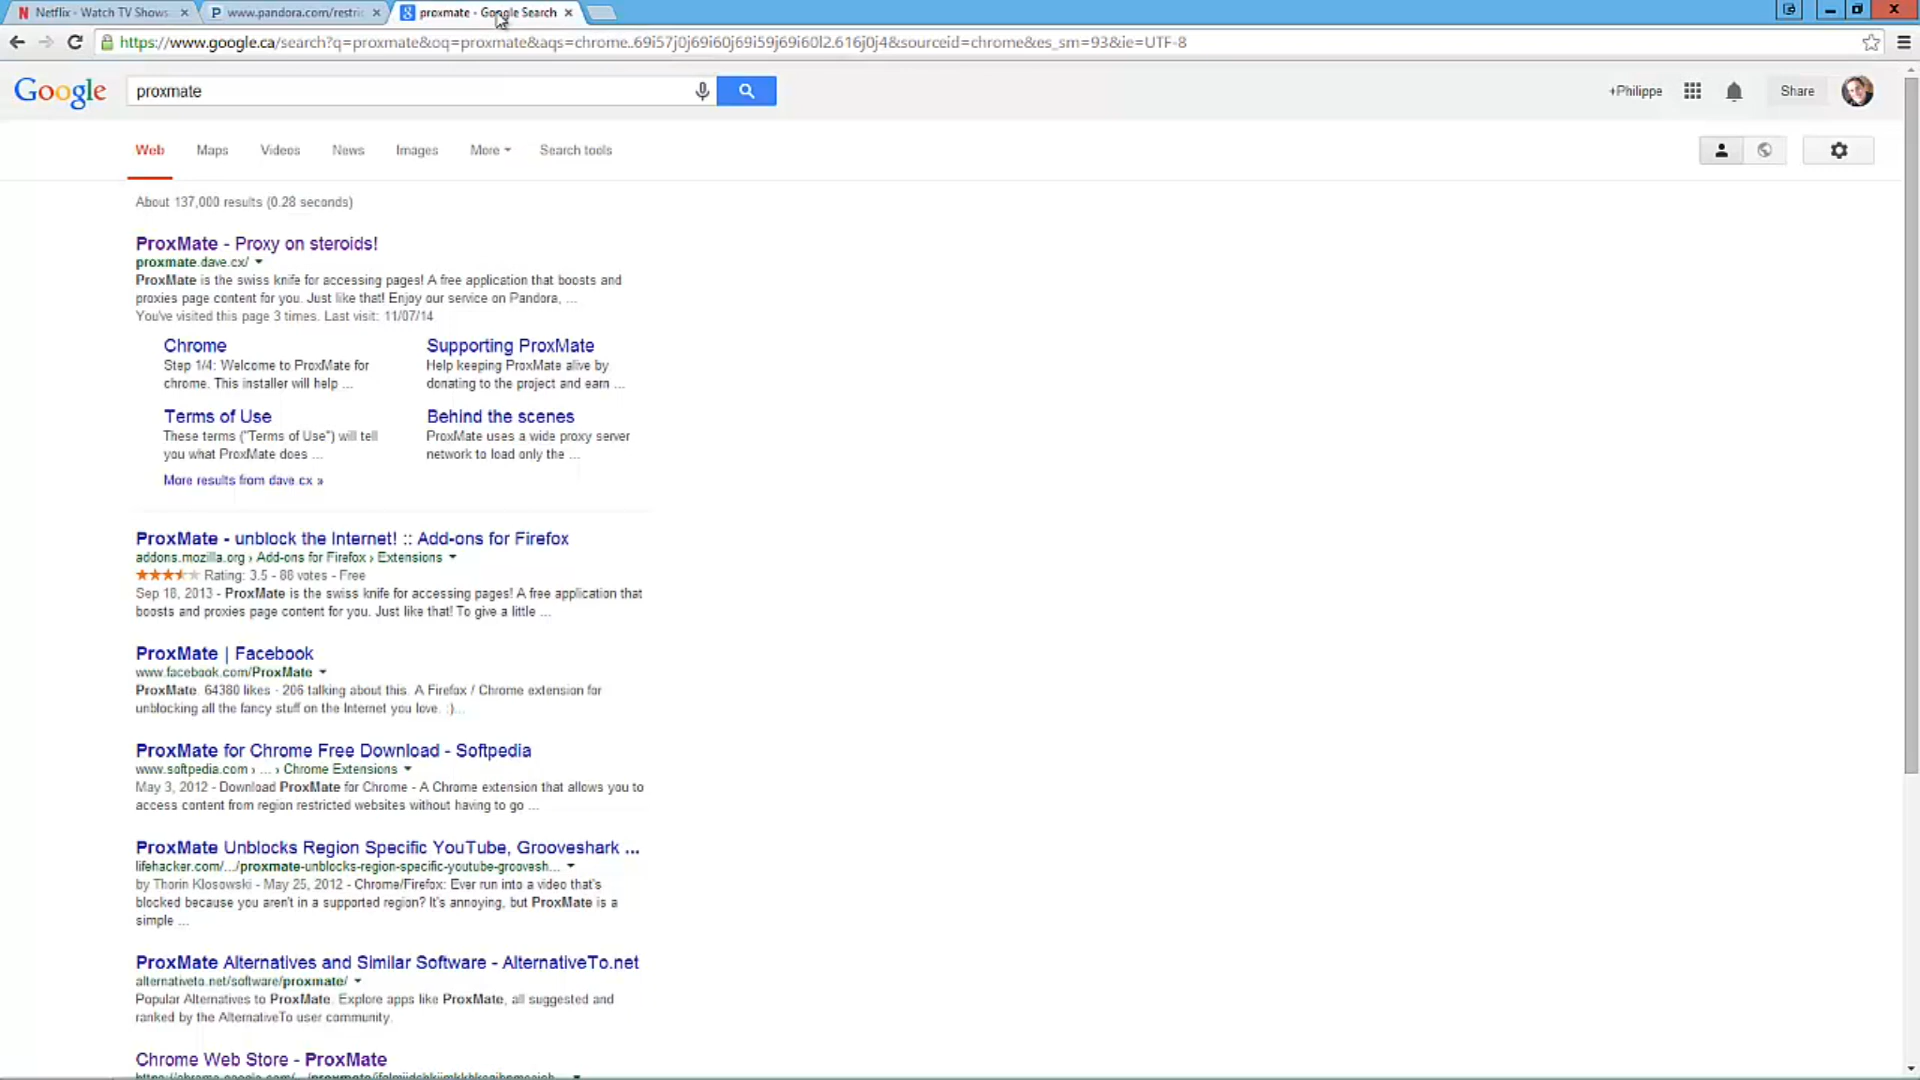 Netflix - Watch TV Shows
www.pandora.com/restric
proxmate - Google Search
https://www.google.ca/search?q=proxmate&oq=proxmate&aqs=chrome..69i57j0j69i60j69i59j69i60l2.616j0j4&sourceid=chrome&es_sm=93&ie=UTF-8
Google
proxmate
+Philippe
Share
Web
Maps
Videos
News
Images
More
Search tools
About 137,000 results (0.28 seconds)
ProxMate - Proxy on steroids!
proxmate.dave.cx/
ProxMate is the swiss knife for accessing pages! A free application that boosts and
proxies page content for you. Just like that! Enjoy our service on Pandora, ...
You've visited this page 3 times. Last visit: 11/07/14
Chrome
Step 1/4: Welcome to ProxMate for
chrome. This installer will help ...
Supporting ProxMate
Help keeping ProxMate alive by
donating to the project and earn ...
Terms of Use
These terms ("Terms of Use") will tell
you what ProxMate does ...
Behind the scenes
ProxMate uses a wide proxy server
network to load only the ...
More results from dave.cx »
ProxMate - unblock the Internet! :: Add-ons for Firefox
addons.mozilla.org › Add-ons for Firefox › Extensions
Rating: 3.5 - 86 votes - Free
Sep 18, 2013 - ProxMate is the swiss knife for accessing pages! A free application that
boosts and proxies page content for you. Just like that! To give a little ...
ProxMate | Facebook
www.facebook.com/ProxMate
ProxMate. 64380 likes · 206 talking about this. A Firefox / Chrome extension for
unblocking all the fancy stuff on the Internet you love. :)...
ProxMate for Chrome Free Download - Softpedia
www.softpedia.com › ... › Chrome Extensions
May 3, 2012 - Download ProxMate for Chrome - A Chrome extension that allows you to
access content from region restricted websites without having to go ...
ProxMate Unblocks Region Specific YouTube, Grooveshark ...
lifehacker.com/.../proxmate-unblocks-region-specific-youtube-groovesh...
by Thorin Klosowski - May 25, 2012 - Chrome/Firefox: Ever run into a video that's
blocked because you aren't in a supported region? It's annoying, but ProxMate is a
simple ...
ProxMate Alternatives and Similar Software - AlternativeTo.net
alternativeto.net/software/proxmate/
Popular Alternatives to ProxMate. Explore apps like ProxMate, all suggested and
ranked by the AlternativeTo user community.
Chrome Web Store - ProxMate